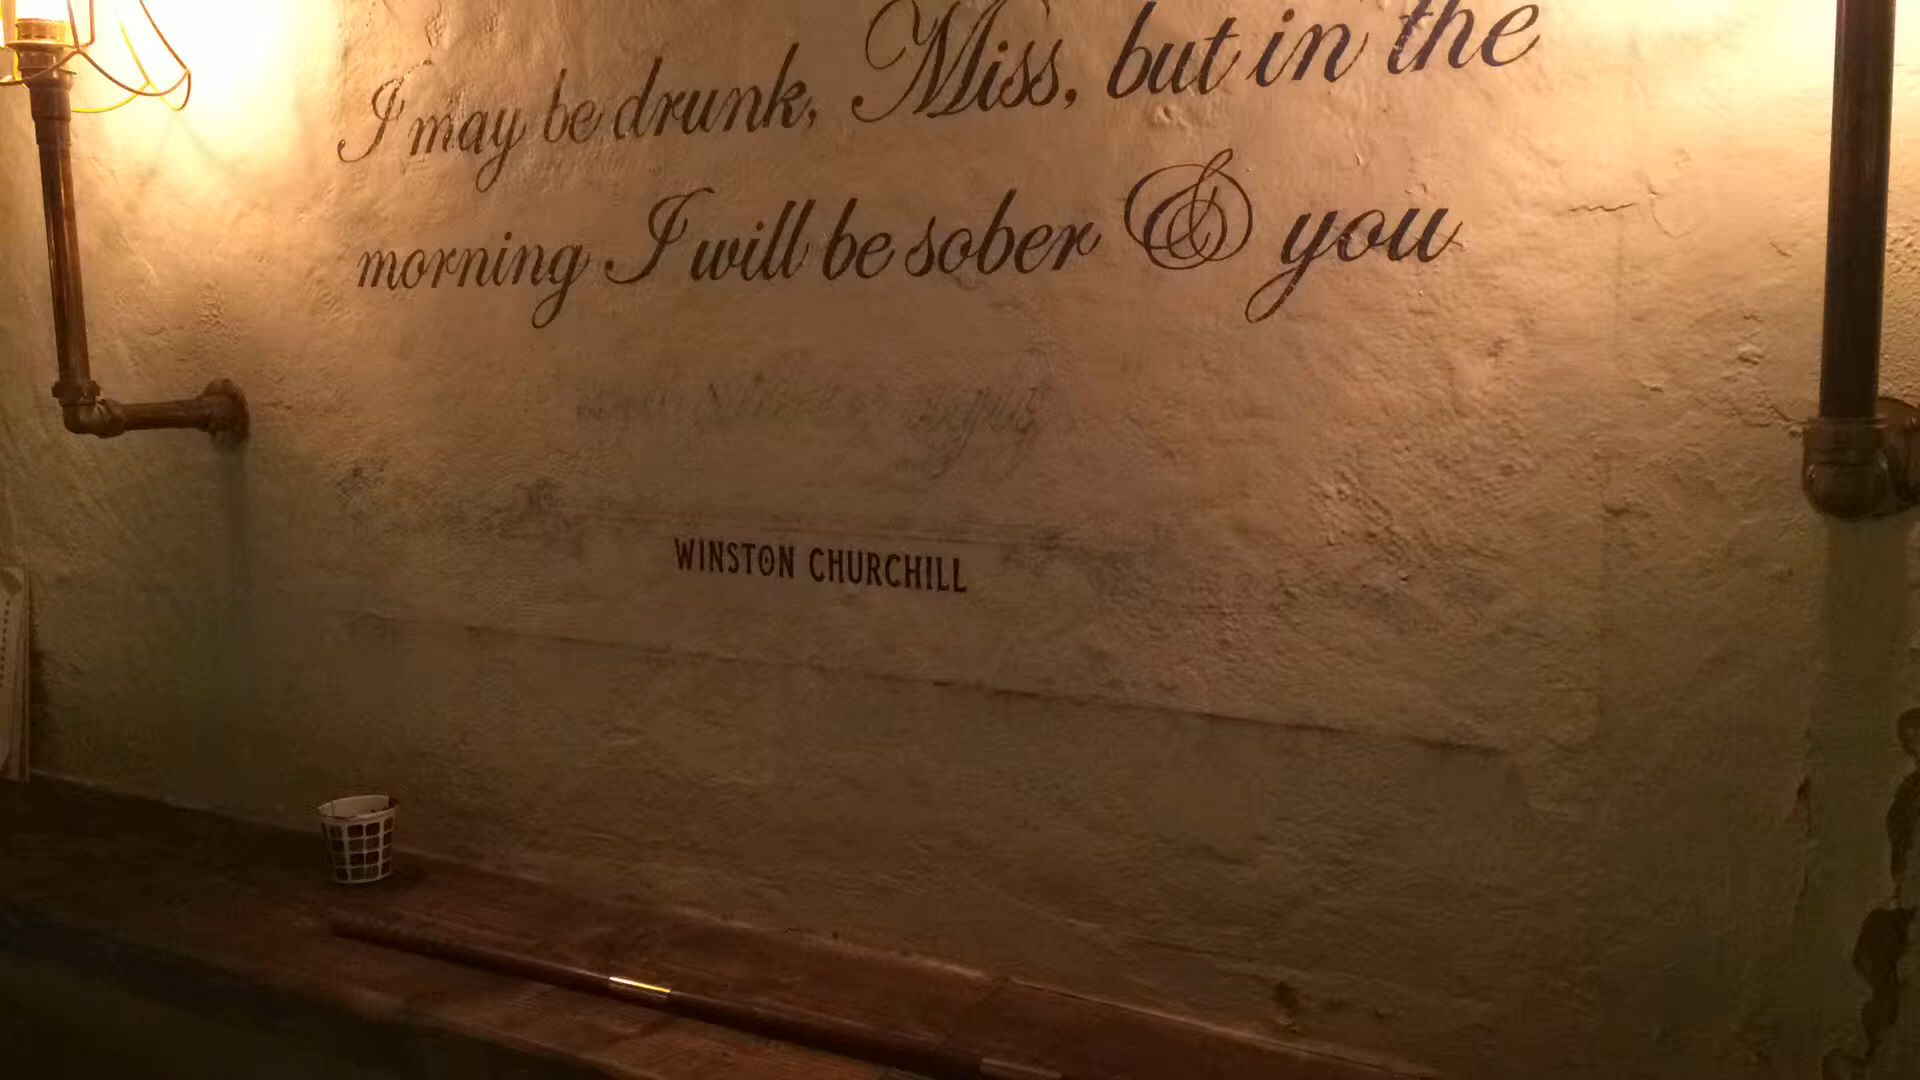 I may be drunk, Miss, but in the
morning I will be sober & you
WINSTON CHURCHILL